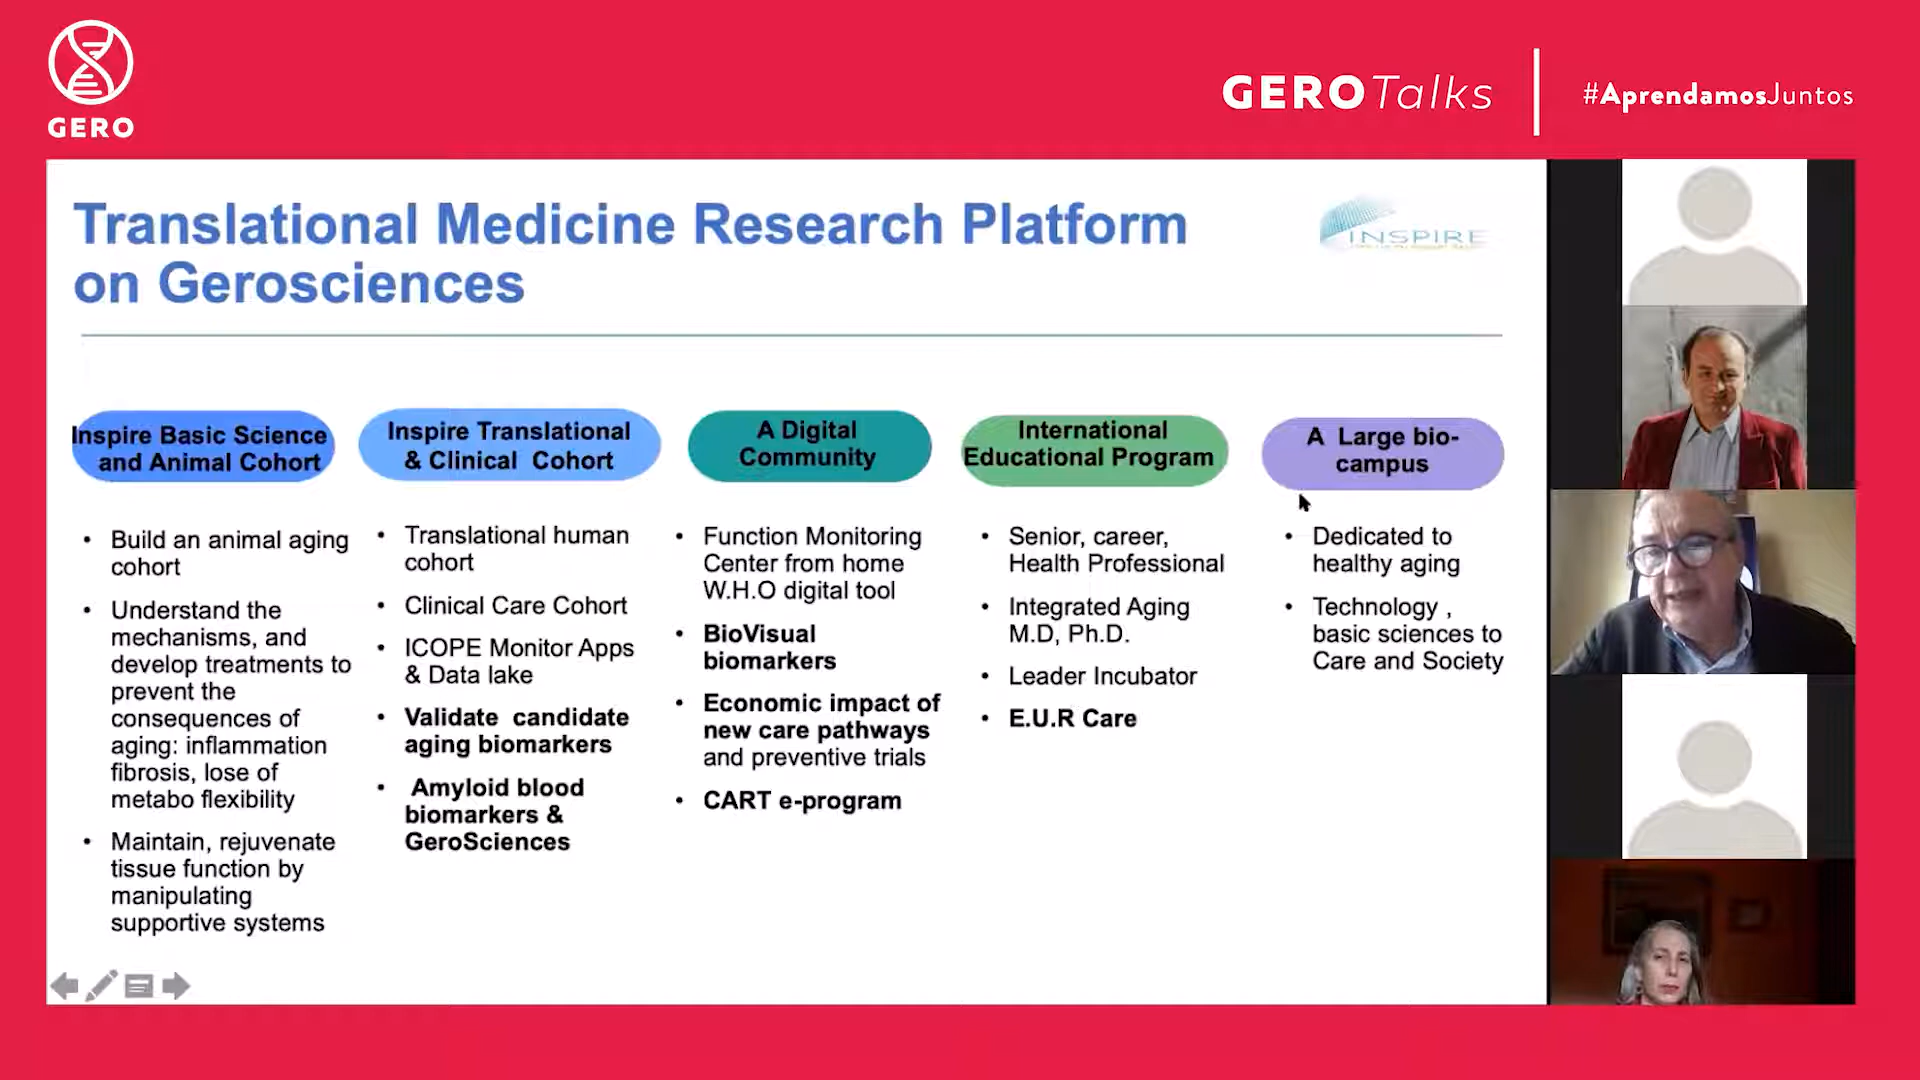 GERO
GERO Talks
#AprendamosJuntos
Translational Medicine Research Platform
on Gerosciences
INSPIRE
Inspire Basic Science
and Animal Cohort
• Build an animal aging
cohort
• Understand the
mechanisms, and
develop treatments to
prevent the
consequences of
aging: inflammation
fibrosis, lose of
metabo flexibility
• Maintain, rejuvenate
tissue function by
manipulating
supportive systems
Inspire Translational
& Clinical Cohort
• Translational human
cohort
• Clinical Care Cohort
• ICOPE Monitor Apps
& Data lake
• Validate candidate
aging biomarkers
• Amyloid blood
biomarkers &
GeroSciences
A Digital
Community
• Function Monitoring
Center from home
W.H.O digital tool
• BioVisual
biomarkers
• Economic impact of
new care pathways
and preventive trials
• CART e-program
International
Educational Program
• Senior, career,
Health Professional
• Integrated Aging
M.D, Ph.D.
• Leader Incubator
• E.U.R Care
A Large bio-
campus
• Dedicated to
healthy aging
• Technology ,
basic sciences to
Care and Society